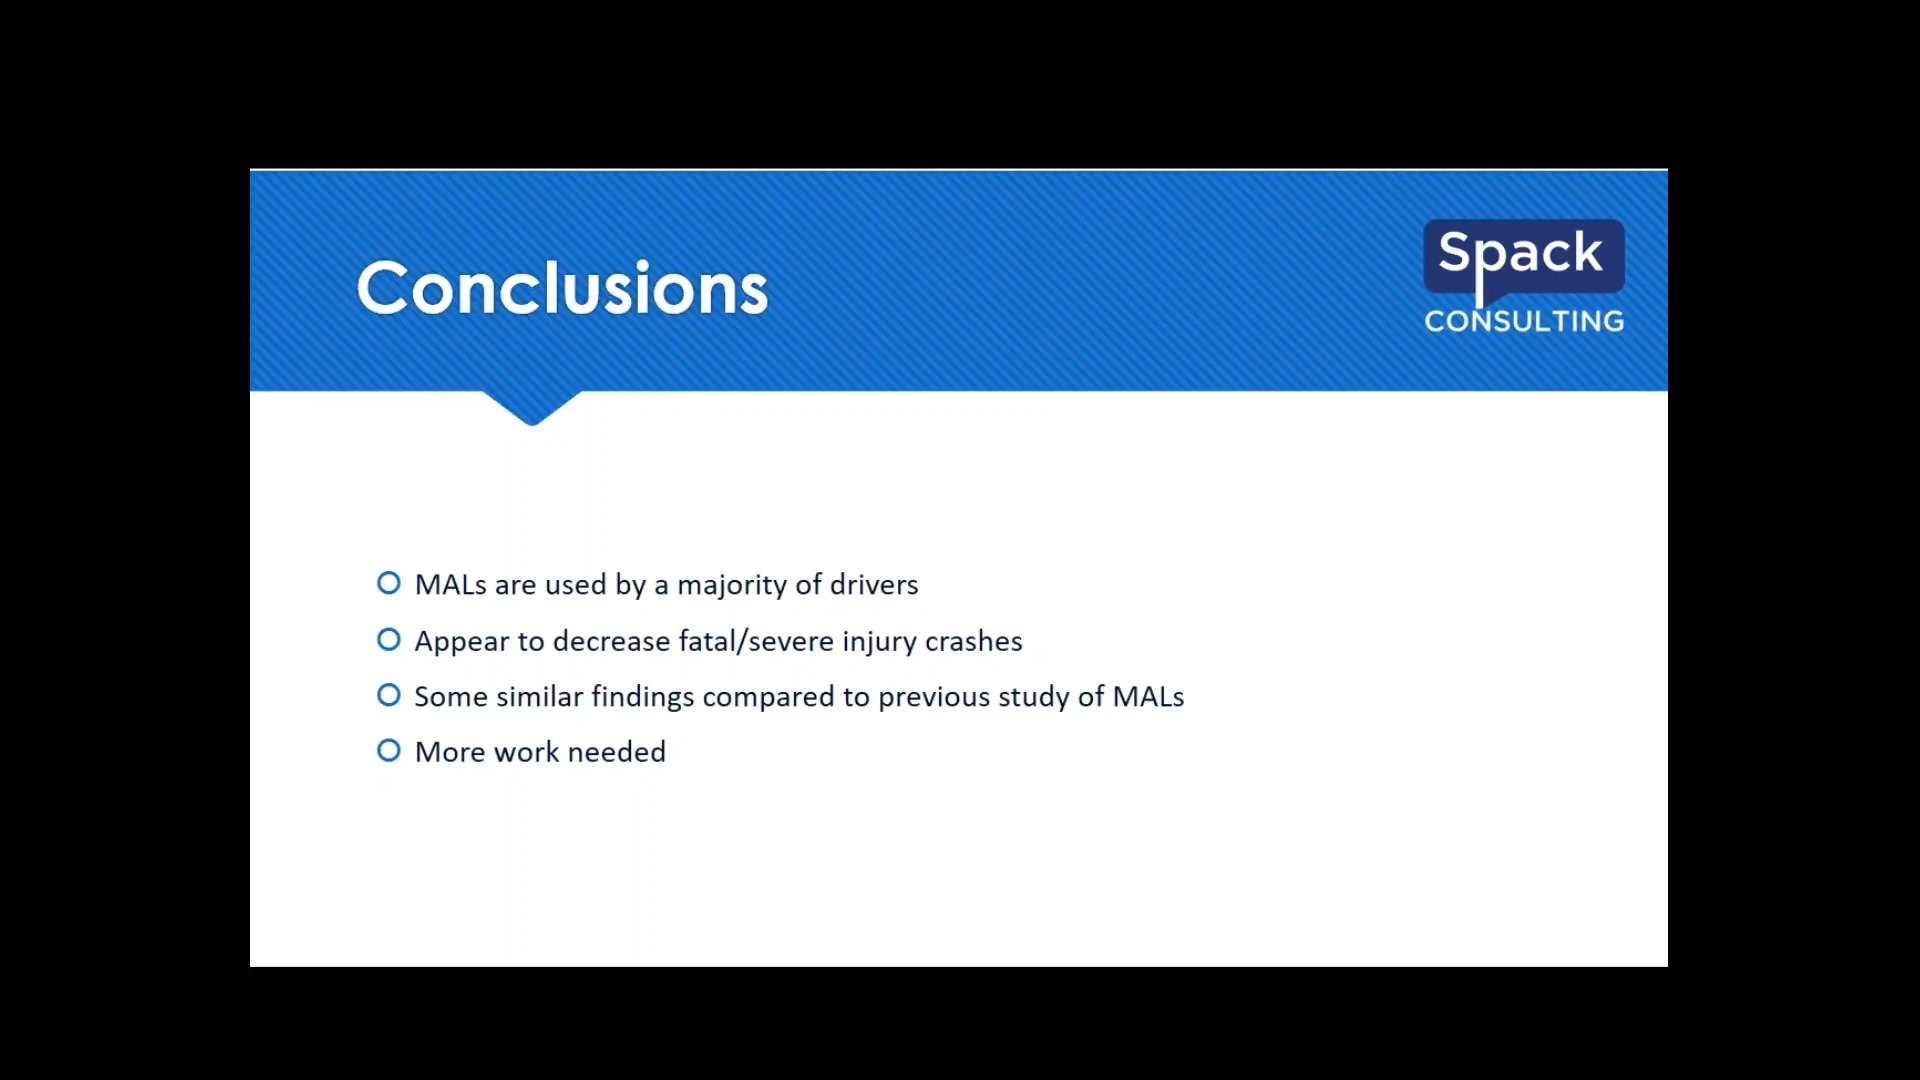 Conclusions
Spack
CONSULTING
MALs are used by a majority of drivers
Appear to decrease fatal/severe injury crashes
Some similar findings compared to previous study of MALs
More work needed